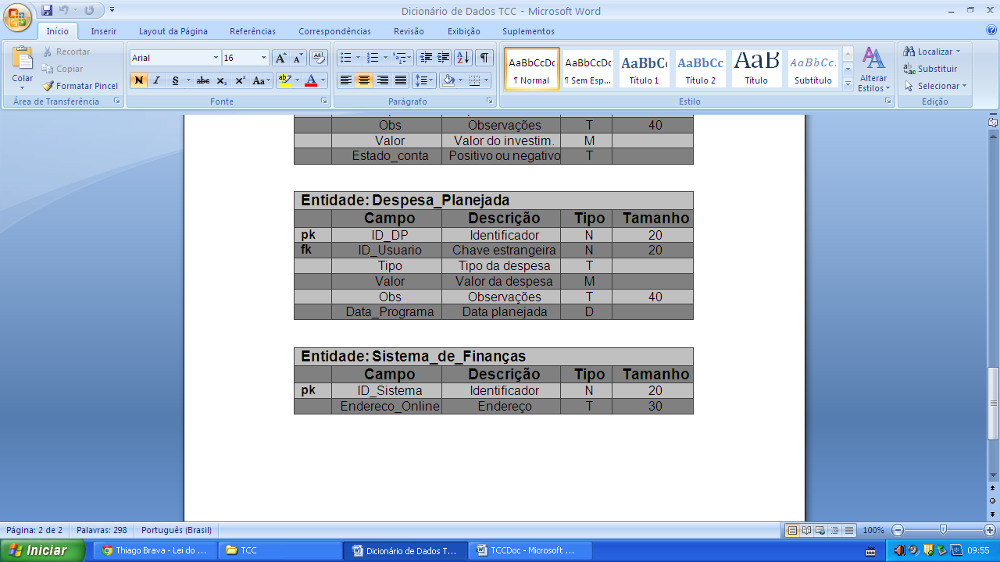 Dicionário de Dados TCC - Microsoft Word
Início Inserir Layout da Página Referências Correspondências Revisão Exibição Suplementos
Colar
Recortar
Copiar
Formatar Pincel
Área de Transferência
Arial 16
N I S abc x₂ x² Aa
ab A
Fonte
Parágrafo
AaBbCcDc AaBbCcDc AaBbC AaBbCc AaB AaBbCc.
¶ Normal ¶ Sem Esp... Título 1 Título 2 Título Subtítulo
Alterar Estilos
Estilo
Localizar
Substituir
Selecionar
Edição
Obs Observações T 40
Valor Valor do investim. M
Estado_conta Positivo ou negativo T
Entidade: Despesa_Planejada
Campo Descrição Tipo Tamanho
pk ID_DP Identificador N 20
fk ID_Usuario Chave estrangeira N 20
Tipo Tipo da despesa T
Valor Valor da despesa M
Obs Observações T 40
Data_Programa Data planejada D
Entidade: Sistema_de_Finanças
Campo Descrição Tipo Tamanho
pk ID_Sistema Identificador N 20
Endereco_Online Endereço T 30
Página: 2 de 2 Palavras: 298 Português (Brasil) 100%
Iniciar Thiago Brava - Lei do ... TCC Dicionário de Dados T... TCCDoc - Microsoft ... 09:55